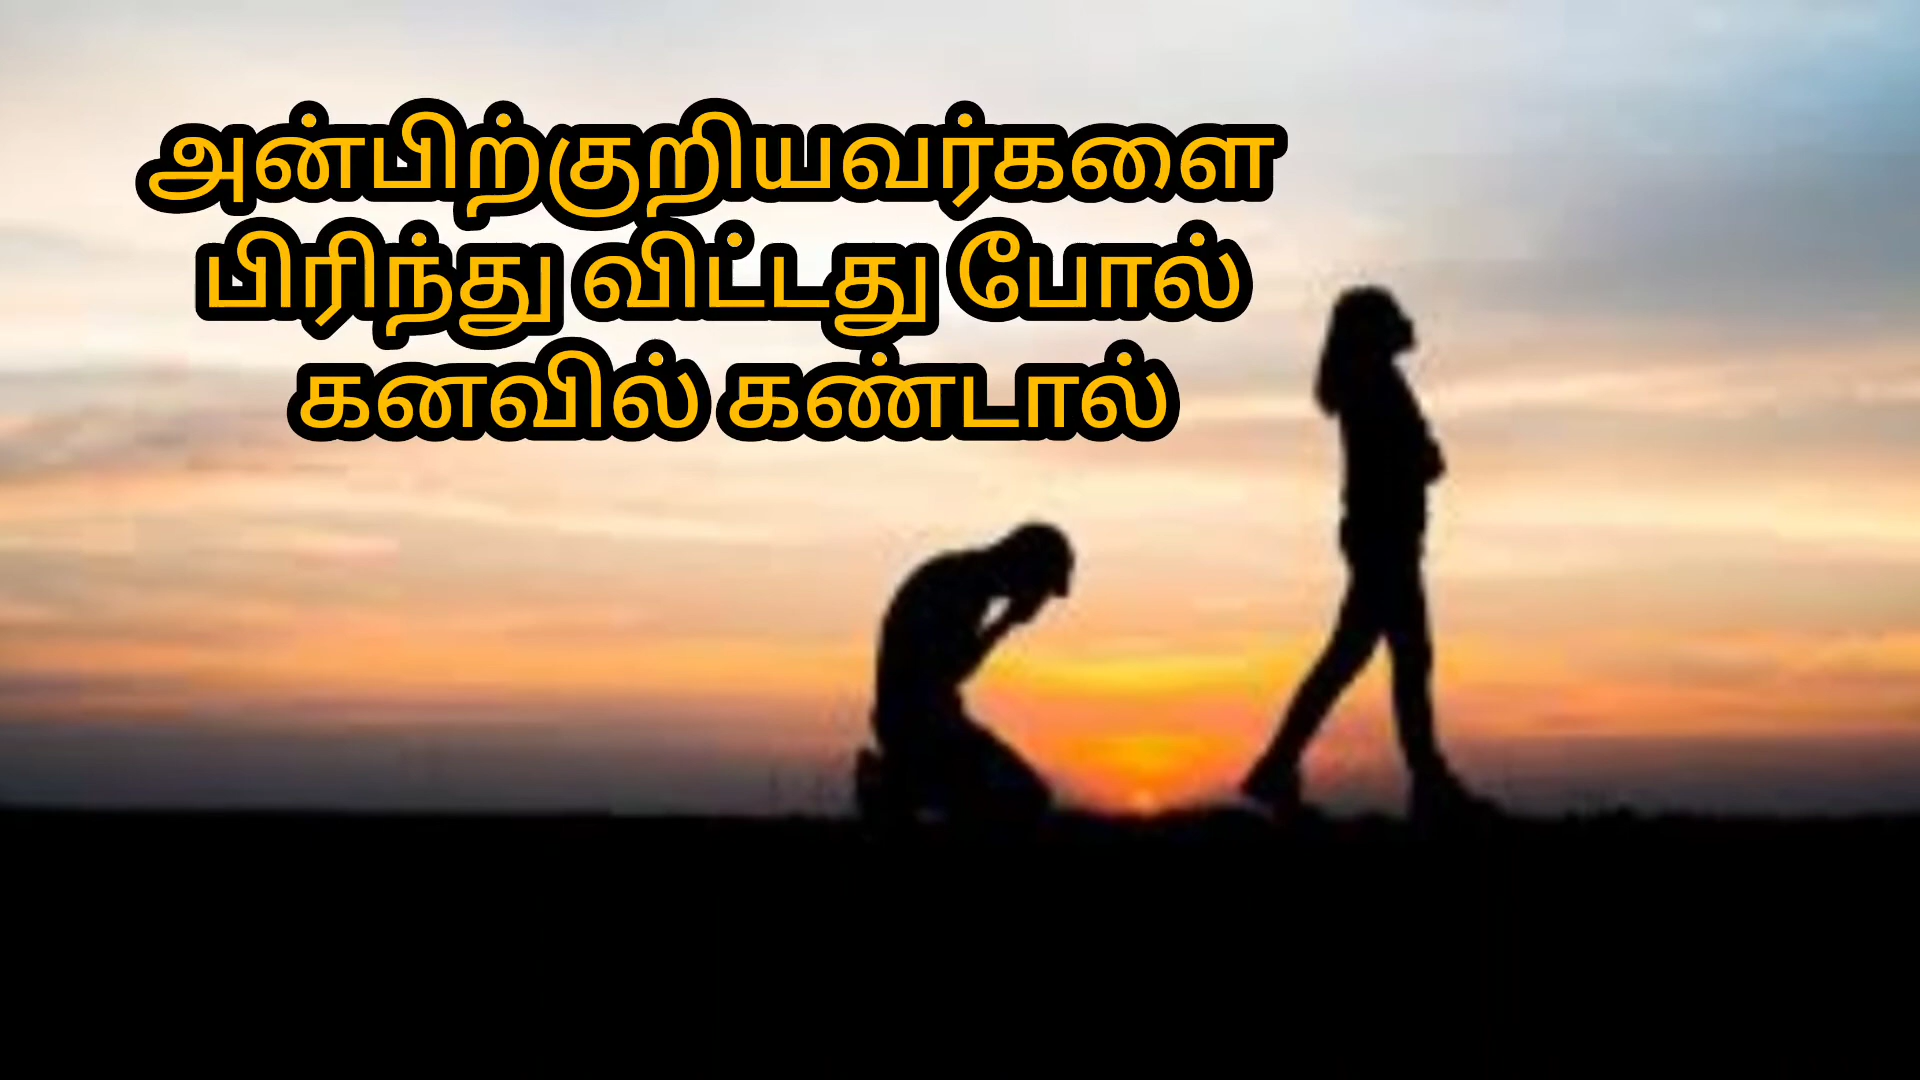 அன்பிற்குறியவர்களை
பிரிந்து விட்டது போல்
கனவில் கண்டால்